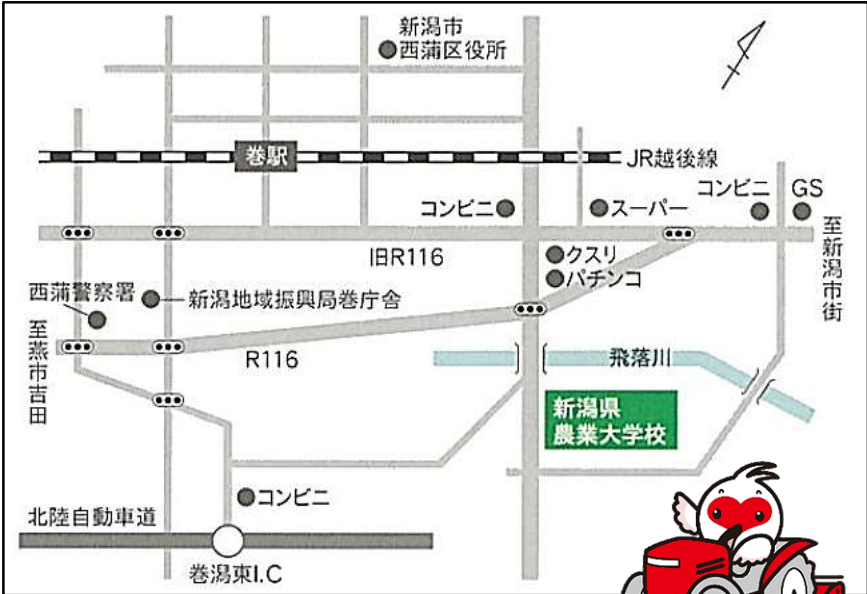 新潟市
西蒲区役所
巻駅
JR越後線
コンビニ
スーパー
コンビニ
GS
旧R116
クスリ
パチンコ
至新潟市街
西蒲警察署
新潟地域振興局巻庁舎
至燕市吉田
R116
飛落川
新潟県
農業大学校
コンビニ
北陸自動車道
巻潟東I.C